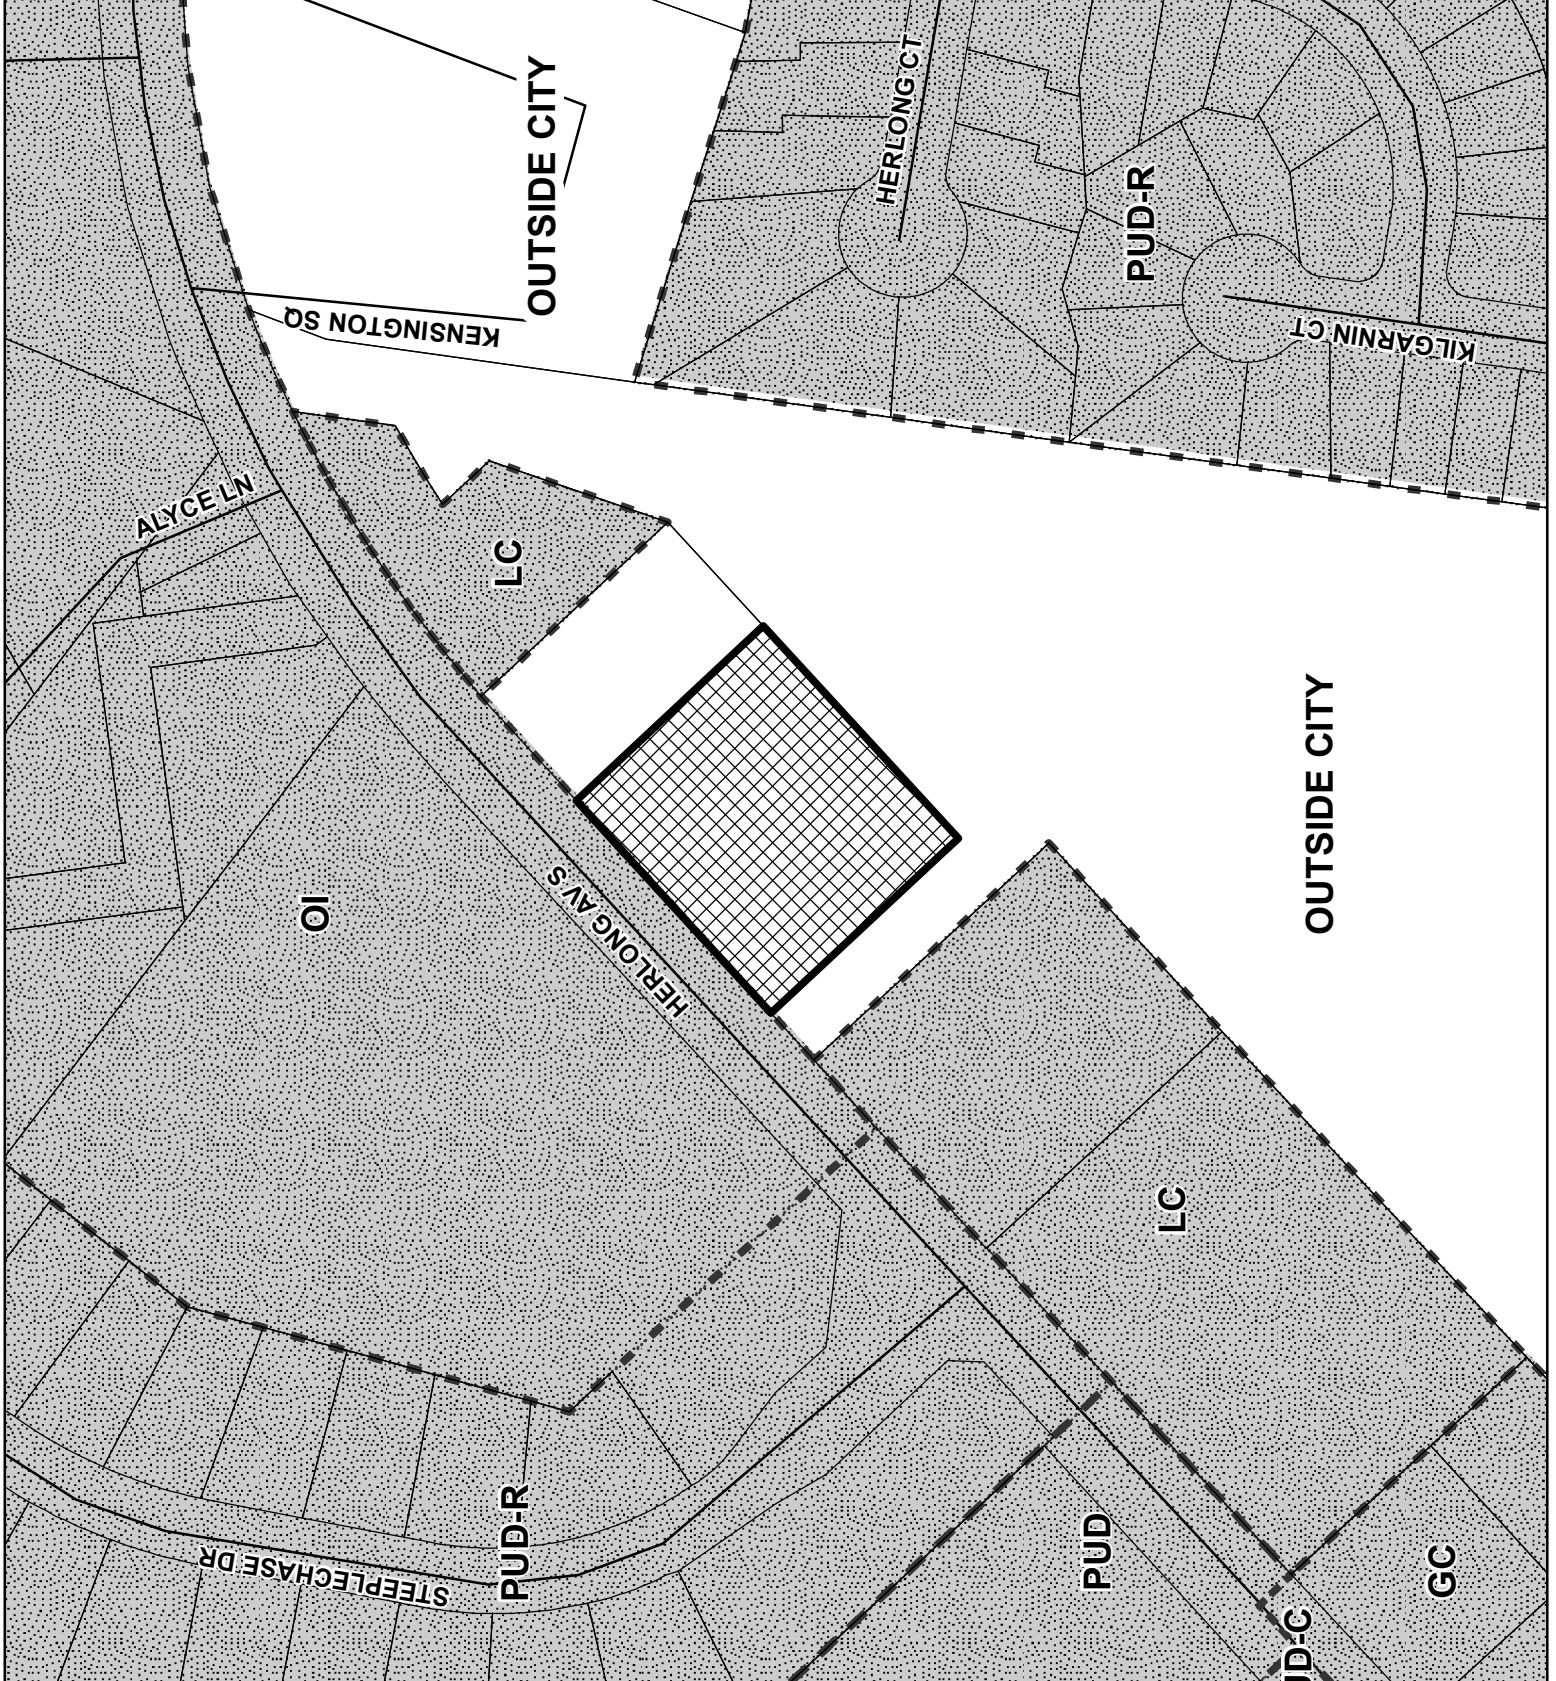 OUTSIDE CITY
HERLONG CT
PUD-R
KENSINGTON SQ
KILGARNIN CT
ALYCE LN
LC
OUTSIDE CITY
OI
HERLONG AV S
LC
PUD-R
STEEPLECHASE DR
PUD
GC
UD-C